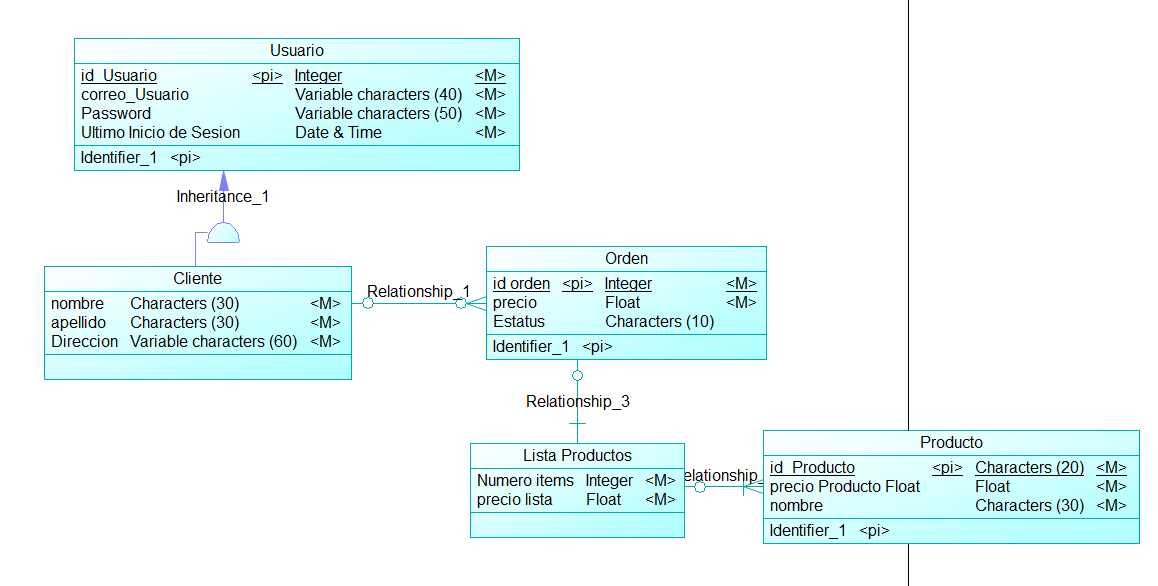 Usuario
id_Usuario <pi> Integer <M>
correo_Usuario Variable characters (40) <M>
Password Variable characters (50) <M>
Ultimo Inicio de Sesion Date & Time <M>
Identifier_1 <pi>
Inheritance_1
Cliente
nombre Characters (30) <M>
apellido Characters (30) <M>
Direccion Variable characters (60) <M>
Relationship_1
Orden
id orden <pi> Integer <M>
precio Float <M>
Estatus Characters (10)
Identifier_1 <pi>
Relationship_3
Lista Productos
Numero items Integer <M>
precio lista Float <M>
elationship_
Producto
id_Producto <pi> Characters (20) <M>
precio Producto Float Float <M>
nombre Characters (30) <M>
Identifier_1 <pi>